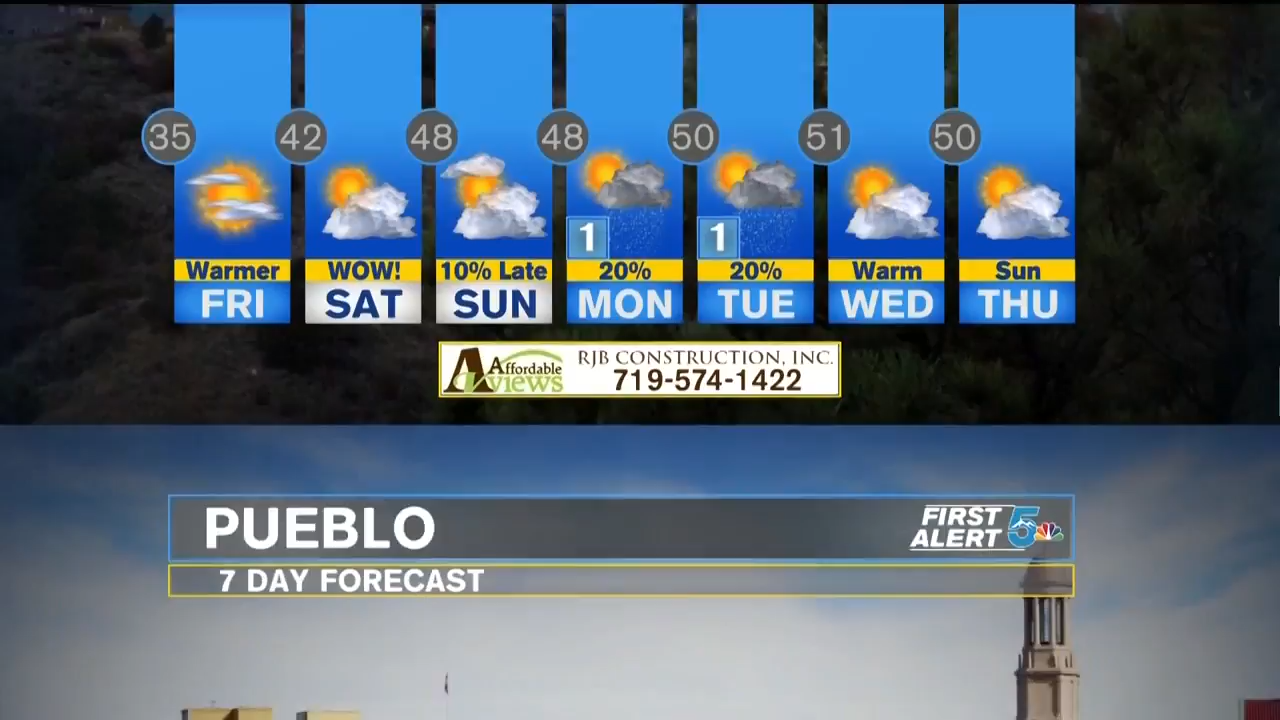 35 42 48 48 50 51 50
1 1
Warmer WOW! 10% Late 20% 20% Warm Sun
FRI SAT SUN MON TUE WED THU
Affordable views
RJB CONSTRUCTION, INC.
719-574-1422
PUEBLO
FIRST ALERT 5
7 DAY FORECAST